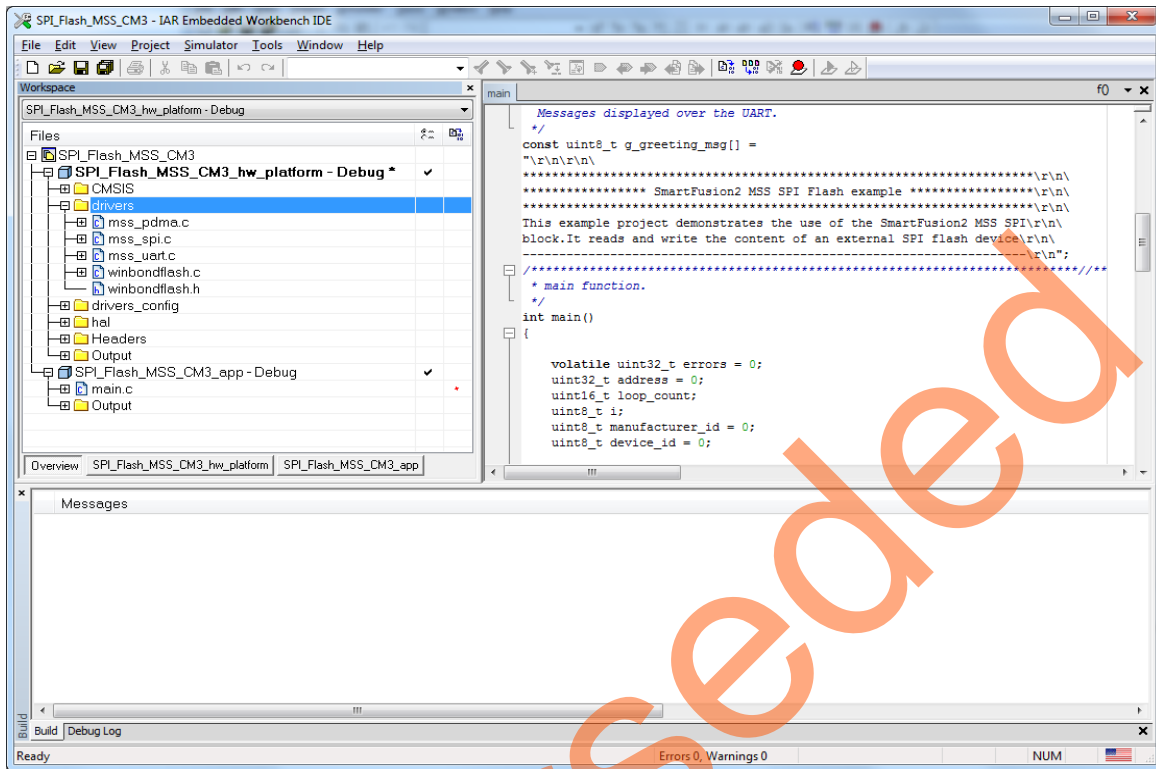 SPI_Flash_MSS_CM3 - IAR Embedded Workbench IDE
File Edit View Project Simulator Tools Window Help
Workspace
SPI_Flash_MSS_CM3_hw_platform - Debug
Files
SPI_Flash_MSS_CM3
SPI_Flash_MSS_CM3_hw_platform - Debug *
CMSIS
drivers
mss_pdma.c
mss_spi.c
mss_uart.c
winbondflash.c
winbondflash.h
drivers_config
hal
Headers
Output
SPI_Flash_MSS_CM3_app - Debug
main.c
Output
Overview SPI_Flash_MSS_CM3_hw_platform SPI_Flash_MSS_CM3_app
main
f()
Messages displayed over the UART.
*/
const uint8_t g_greeting_msg[] =
"\r\n\r\n\
**********************************************************************\r\n\
***************** SmartFusion2 MSS SPI Flash example *****************\r\n\
**********************************************************************\r\n\
This example project demonstrates the use of the SmartFusion2 MSS SPI\r\n\
block.It reads and write the content of an external SPI flash device\r\n\
----------------------------------------------------------------------\r\n";
/*************************************************************************//**
* main function.
*/
int main()
{
volatile uint32_t errors = 0;
uint32_t address = 0;
uint16_t loop_count;
uint8_t i;
uint8_t manufacturer_id = 0;
uint8_t device_id = 0;
Messages
Build
Build Debug Log
Ready
Errors 0, Warnings 0
NUM
seded